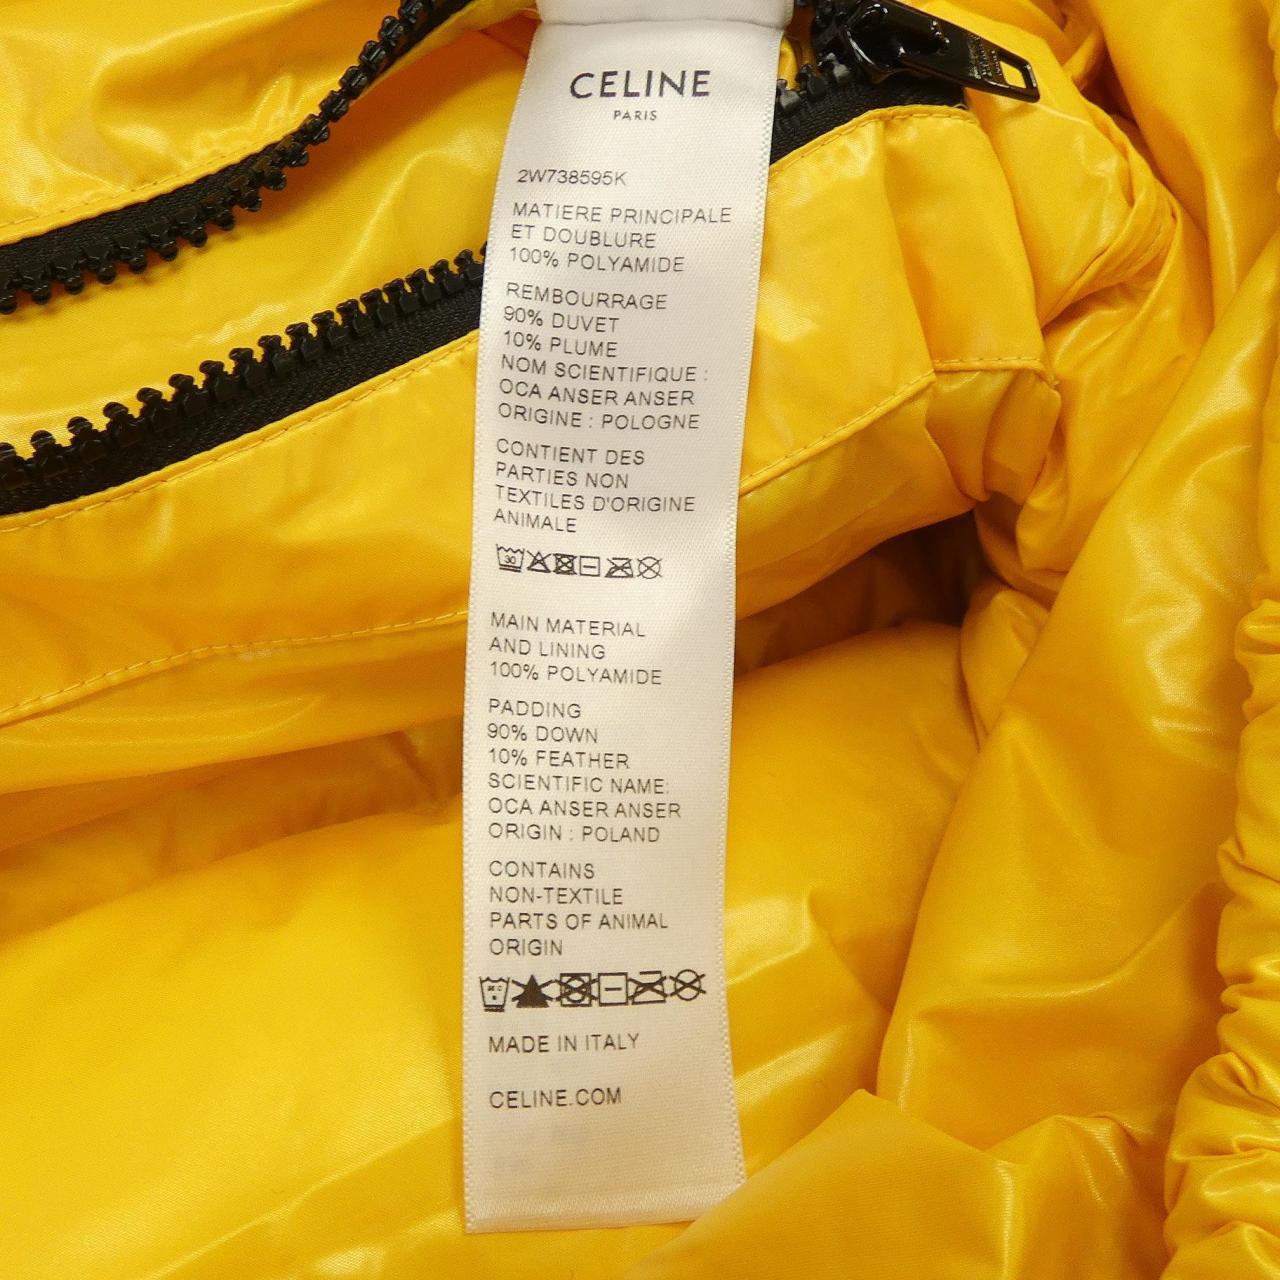 CELINE
PARIS
2W738595K
MATIERE PRINCIPALE
ET DOUBLURE
100% POLYAMIDE
REMBOURRAGE
90% DUVET
10% PLUME
NOM SCIENTIFIQUE :
OCA ANSER ANSER
ORIGINE : POLOGNE
CONTIENT DES
PARTIES NON
TEXTILES D'ORIGINE
ANIMALE
30
MAIN MATERIAL
AND LINING
100% POLYAMIDE
PADDING
90% DOWN
10% FEATHER
SCIENTIFIC NAME:
OCA ANSER ANSER
ORIGIN : POLAND
CONTAINS
NON-TEXTILE
PARTS OF ANIMAL
ORIGIN
MADE IN ITALY
CELINE.COM